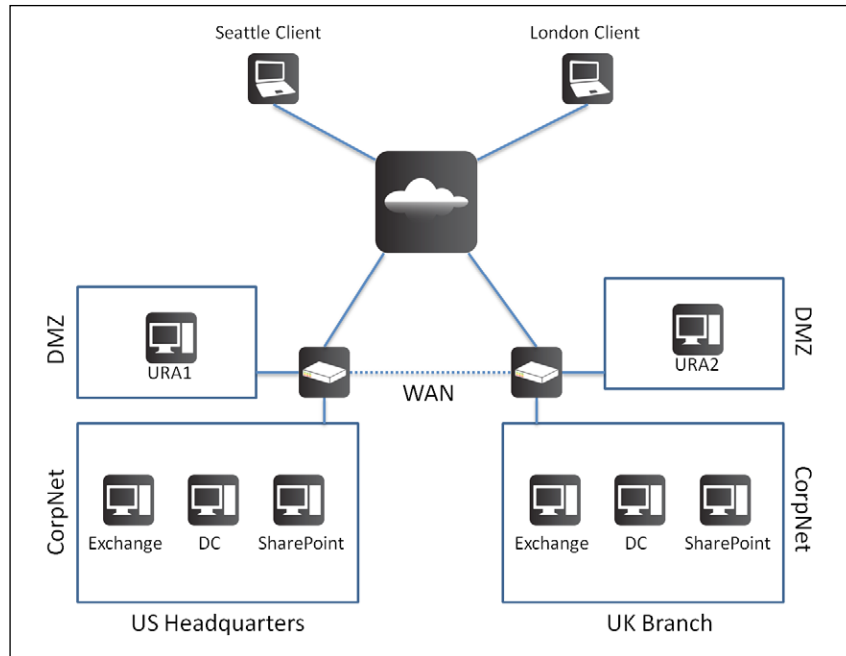 Seattle Client
London Client
DMZ
URA1
WAN
URA2
DMZ
CorpNet
Exchange
DC
SharePoint
Exchange
DC
SharePoint
CorpNet
US Headquarters
UK Branch